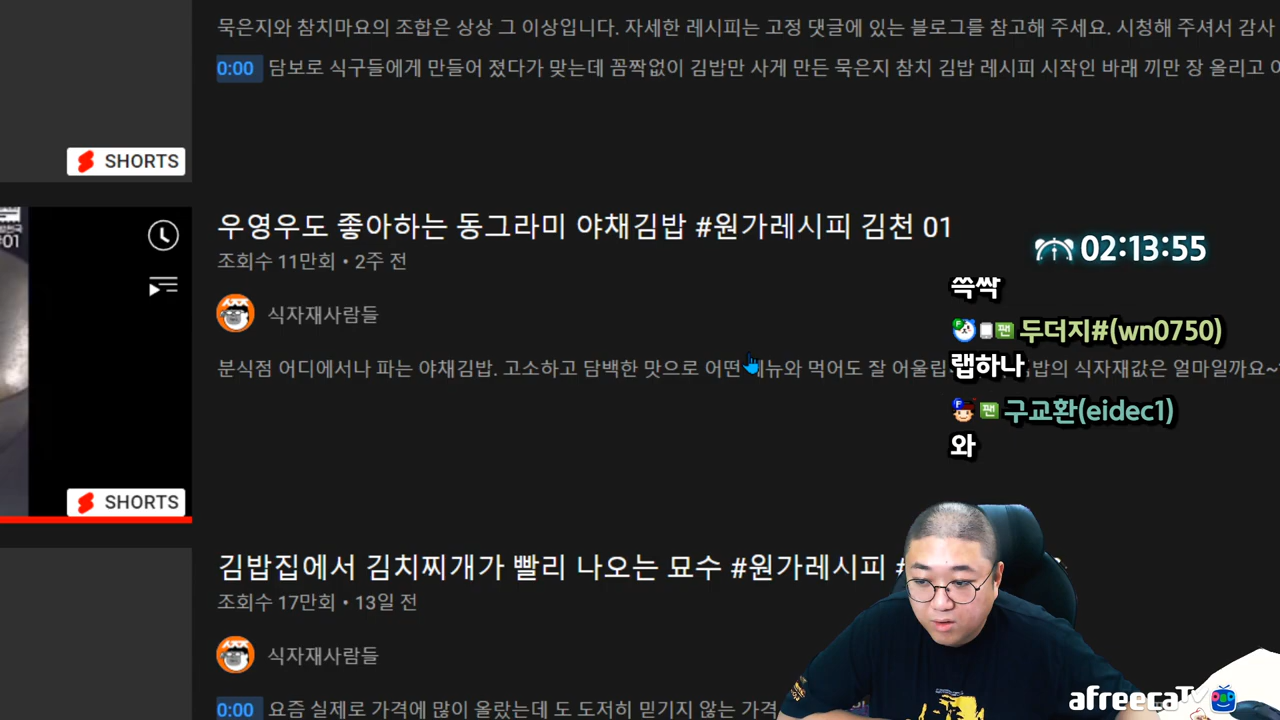 묵은지와 참치마요의 조합은 상상 그 이상입니다. 자세한 레시피는 고정 댓글에 있는 블로그를 참고해 주세요. 시청해 주셔서 감사
0:00 담보로 식구들에게 만들어 졌다가 맞는데 꼼짝없이 김밥만 사게 만든 묵은지 참치 김밥 레시피 시작인 바래 끼만 장 올리고
SHORTS
01
우영우도 좋아하는 동그라미 야채김밥 #원가레시피 김천 01
조회수 11만회 • 2주 전
식자재사람들
분식점 어디에서나 파는 야채김밥. 고소하고 담백한 맛으로 어떤 메뉴와 먹어도 잘 어울립 밥의 식자재값은 얼마일까요~
SHORTS
02:13:55
쓱싹
두더지#(wn0750)
랩하나
구교환(eidec1)
와
김밥집에서 김치찌개가 빨리 나오는 묘수 #원가레시피 #
조회수 17만회 • 13일 전
식자재사람들
0:00 요즘 실제로 가격에 많이 올랐는데 도 도저히 믿기지 않는 가격
afreecaTV